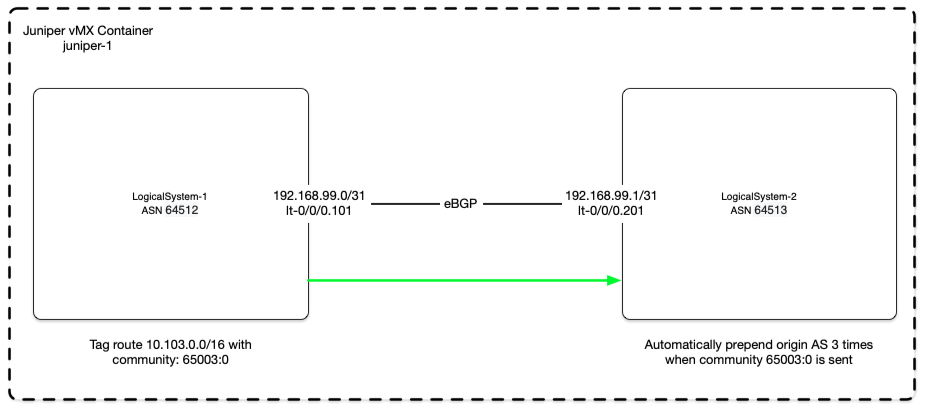 Juniper vMX Container
juniper-1
LogicalSystem-1
ASN 64512
192.168.99.0/31
lt-0/0/0.101
eBGP
192.168.99.1/31
lt-0/0/0.201
LogicalSystem-2
ASN 64513
Tag route 10.103.0.0/16 with
community: 65003:0
Automatically prepend origin AS 3 times
when community 65003:0 is sent